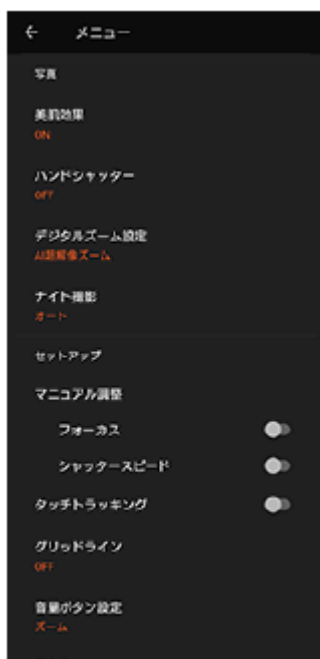 メニュー
写真
美肌効果
ON
ハンドシャッター
OFF
デジタルズーム設定
AI超解像ズーム
ナイト撮影
オート
セットアップ
マニュアル調整
フォーカス
シャッタースピード
タッチトラッキング
グリッドライン
OFF
音量ボタン設定
ズーム